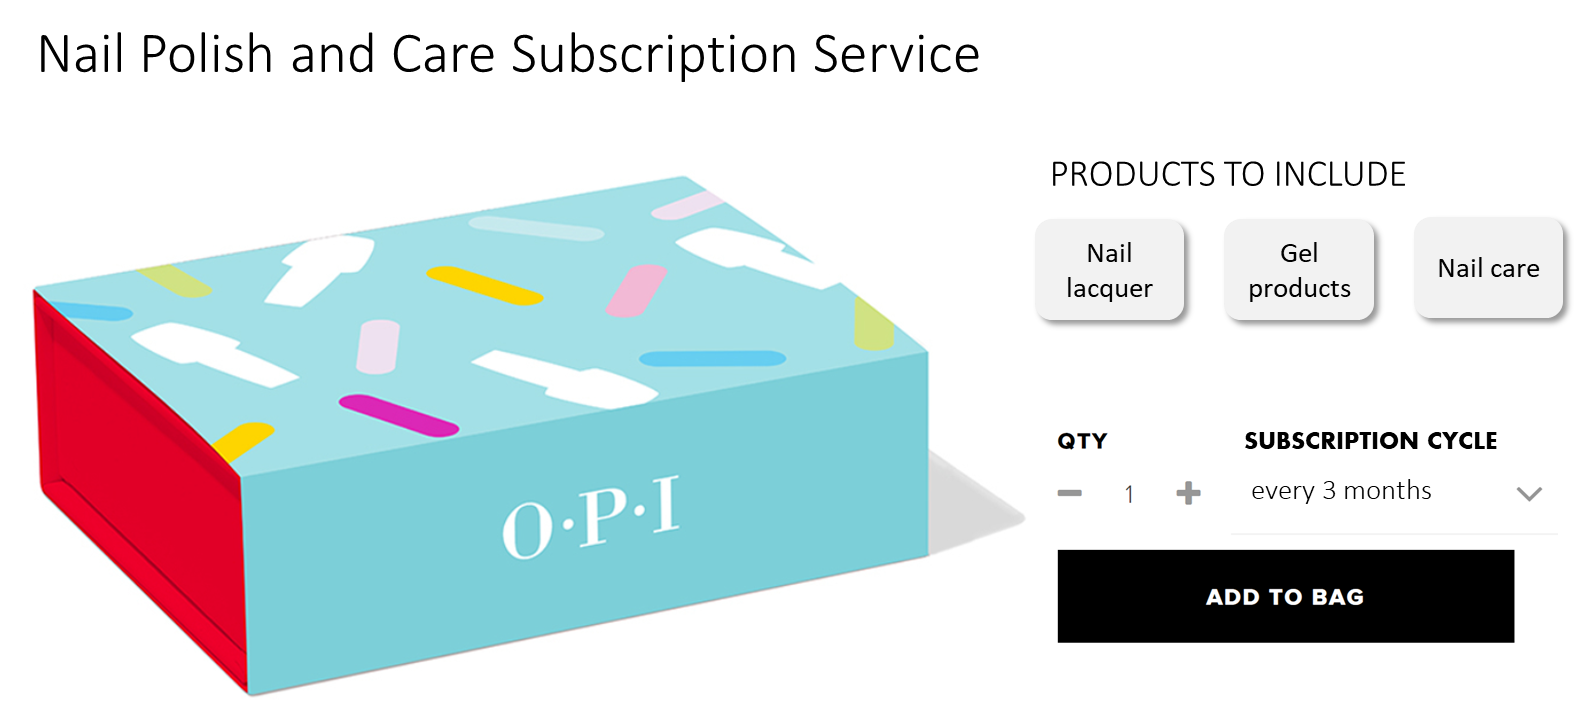 Nail Polish and Care Subscription Service
O·P·I
PRODUCTS TO INCLUDE
Nail
lacquer
Gel
products
Nail care
QTY
1
SUBSCRIPTION CYCLE
every 3 months
ADD TO BAG